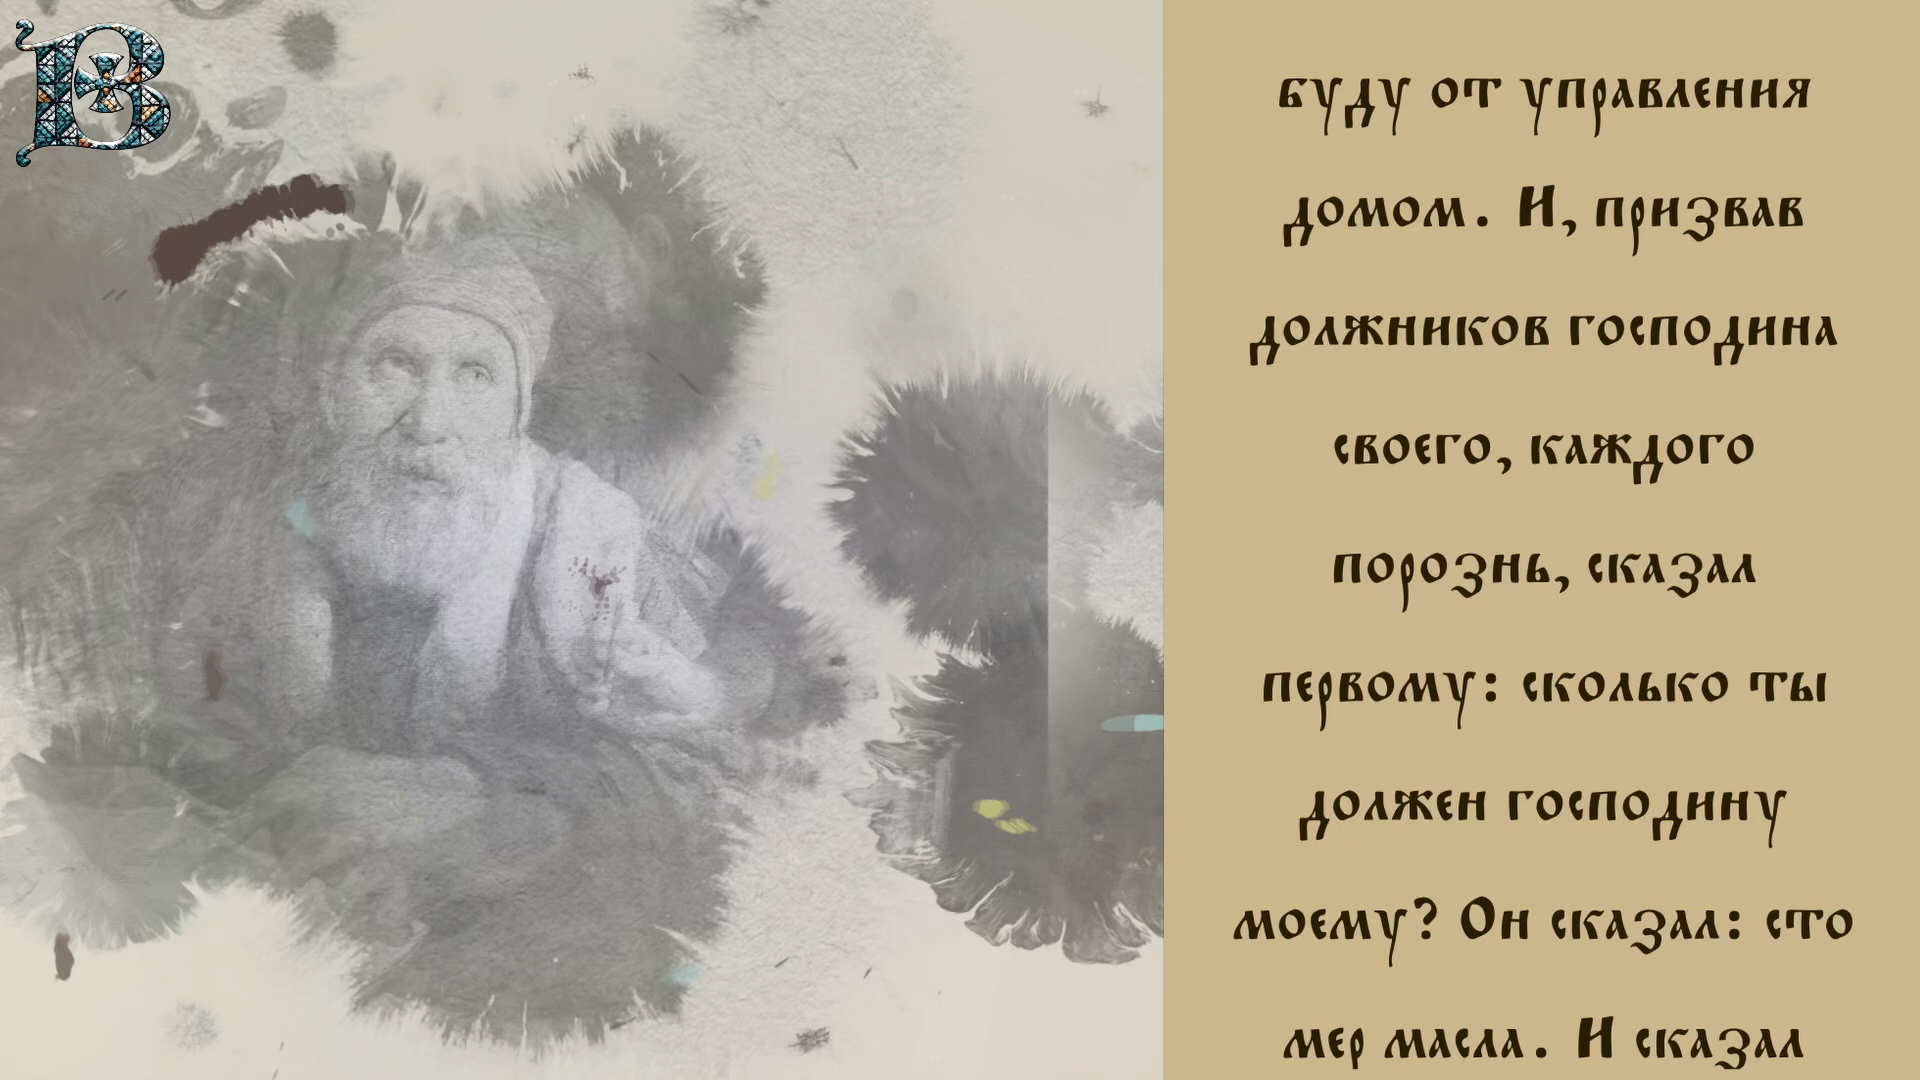 В
буду от управления
домом. И, призвав
должников господина
своего, каждого
порознь, сказал
первому: сколько ты
должен господину
моему? Он сказал: сто
мер масла. И сказал